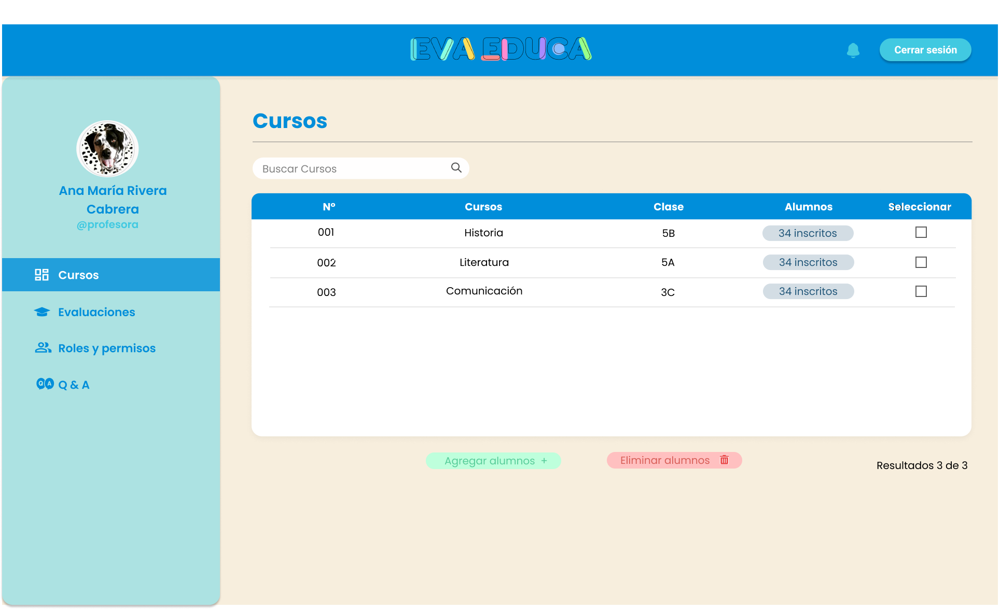 EVA EDUCA
Cerrar sesión
Ana María Rivera
Cabrera
@profesora
Cursos
Evaluaciones
Roles y permisos
Q A Q & A
Cursos
Buscar Cursos
N° Cursos Clase Alumnos Seleccionar
001 Historia 5B 34 inscritos
002 Literatura 5A 34 inscritos
003 Comunicación 3C 34 inscritos
Agregar alumnos +
Eliminar alumnos
Resultados 3 de 3